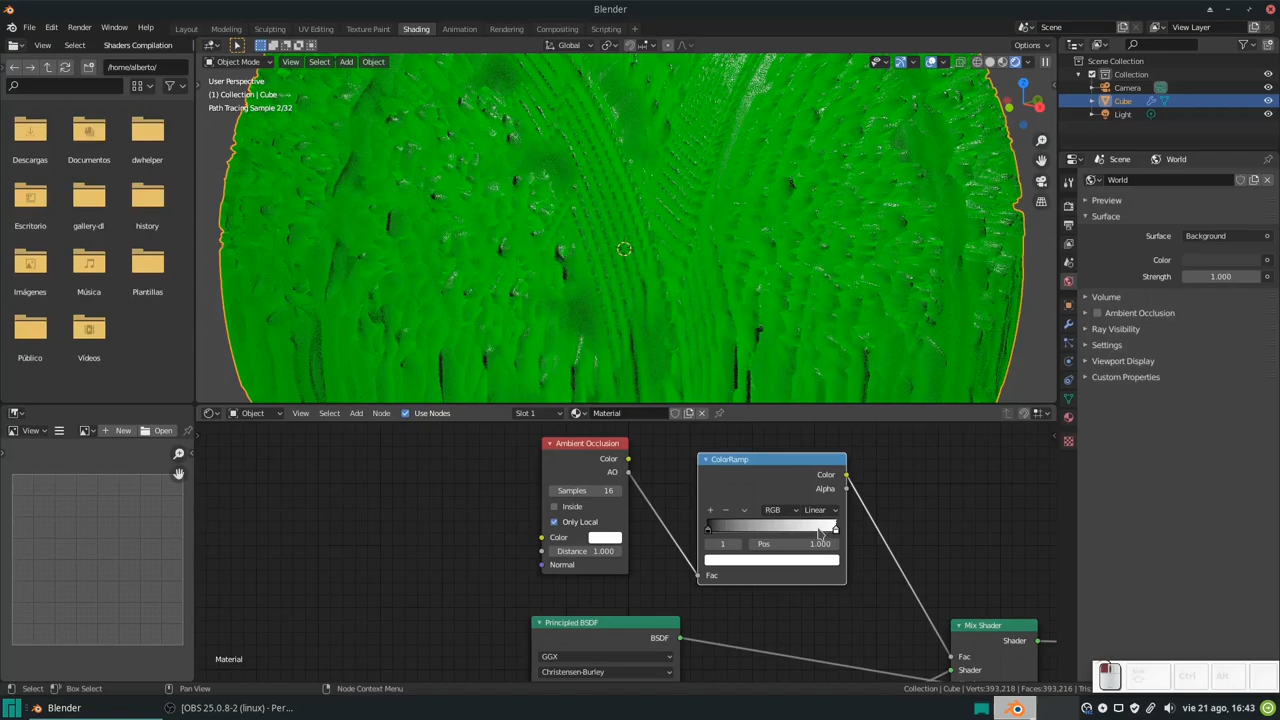 Blender
File Edit Render Window Help Layout Modeling Sculpting UV Editing Texture Paint Shading Animation Rendering Compositing Scripting Scene View Layer
View Select Shaders Compilation Global Options
/home/alberto/ Object Mode View Select Add Object
User Perspective
(1) Collection | Cube
Path Tracing Sample 2/32
Descargas Documentos dwhelper
Escritorio gallery-dl history
Imágenes Música Plantillas
Público Vídeos
Scene Collection
Collection
Camera
Cube
Light
Scene World
World
Preview
Surface
Surface Background
Color
Strength 1.000
Volume
Ambient Occlusion
Ray Visibility
Settings
Viewport Display
Custom Properties
View New Open
Object View Select Add Node Use Nodes Slot 1 Material
Ambient Occlusion
Color
AO
Samples 16
Inside
Only Local
Color
Distance 1.000
Normal
ColorRamp
Color
Alpha
RGB Linear
1 Pos 1.000
Fac
Principled BSDF
BSDF
GGX
Christensen-Burley
Mix Shader
Shader
Fac
Shader
Material
Ctrl Alt
Select Box Select Pan View Node Context Menu Collection | Cube | Verts:393,218 | Faces:393,216 | Tris:
Blender [OBS 25.0.8-2 (linux) - Per... vie 21 ago, 16:43